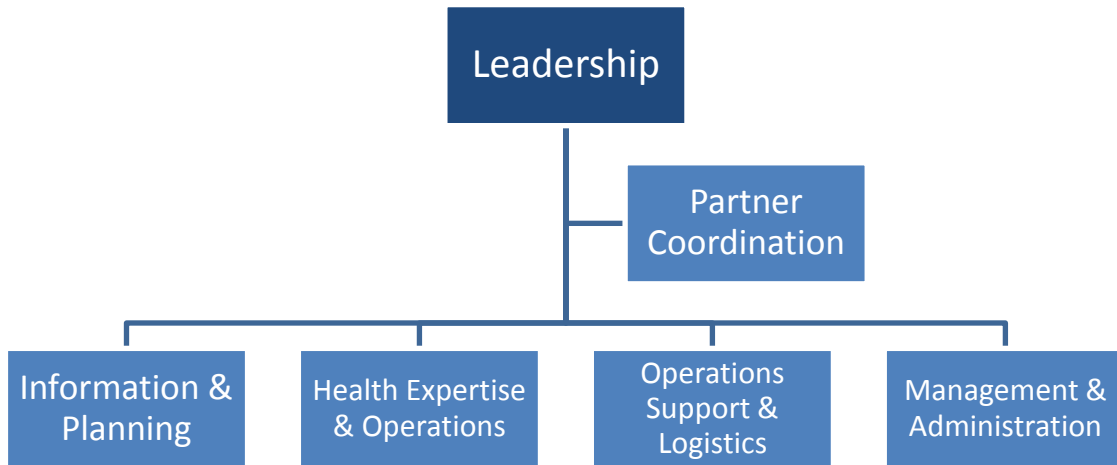 Leadership
Partner
Coordination
Information &
Planning
Health Expertise
& Operations
Operations
Support &
Logistics
Management &
Administration